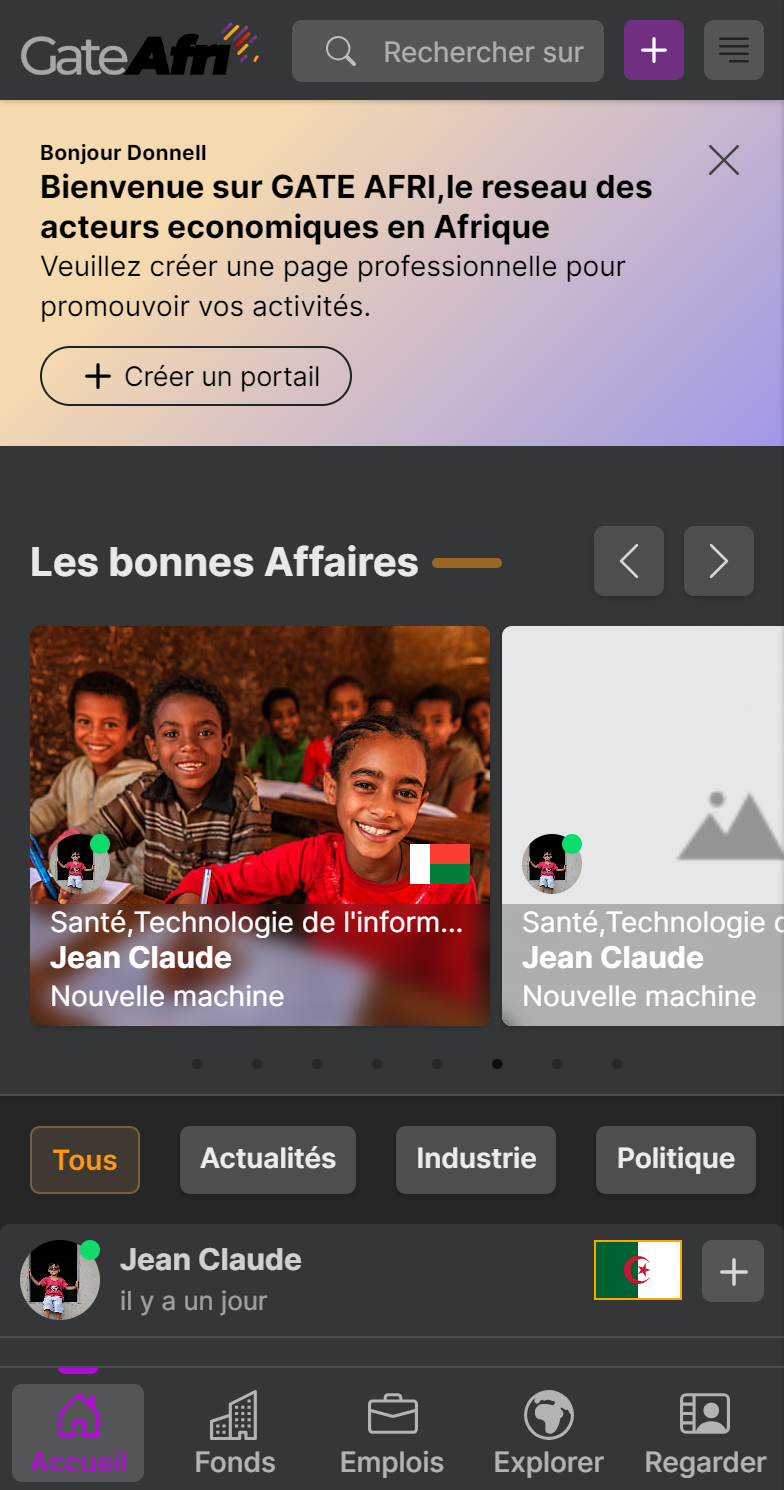 GateAfri
Rechercher sur
Bonjour Donnell
Bienvenue sur GATE AFRI,le reseau des
acteurs economiques en Afrique
Veuillez créer une page professionnelle pour
promouvoir vos activités.
Créer un portail
Les bonnes Affaires
Santé,Technologie de l'inform...
Jean Claude
Nouvelle machine
Santé,Technologie d
Jean Claude
Nouvelle machine
Tous Actualités Industrie Politique
Jean Claude
il y a un jour
Accueil Fonds Emplois Explorer Regarder